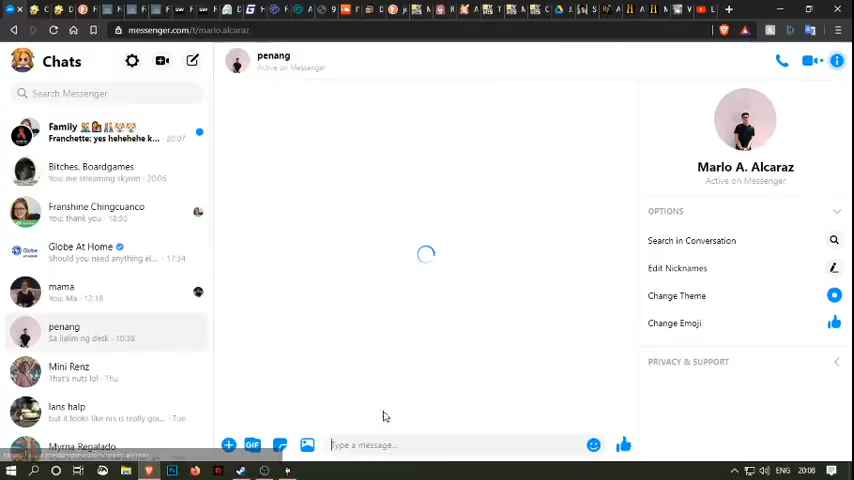 messenger.com/t/marlo.alcaraz
Chats
Search Messenger
Family
Franchette: yes hehehehe k... 20:07
Bitches. Boardgames
You: me streaming skyrim · 20:06
Franshine Chingcuanco
You: thank you · 18:50
Globe At Home
Should you need anything el... · 17:34
mama
You: Ma · 12:18
penang
Sa ilalim ng desk · 10:38
Mini Renz
That's nuts lol · Thu
Ians halp
but it looks like nrs is really go... · Tue
Myrna Regalado
penang
Active on Messenger
Type a message...
GIF
Marlo A. Alcaraz
Active on Messenger
OPTIONS
Search in Conversation
Edit Nicknames
Change Theme
Change Emoji
PRIVACY & SUPPORT
ENG 20:08